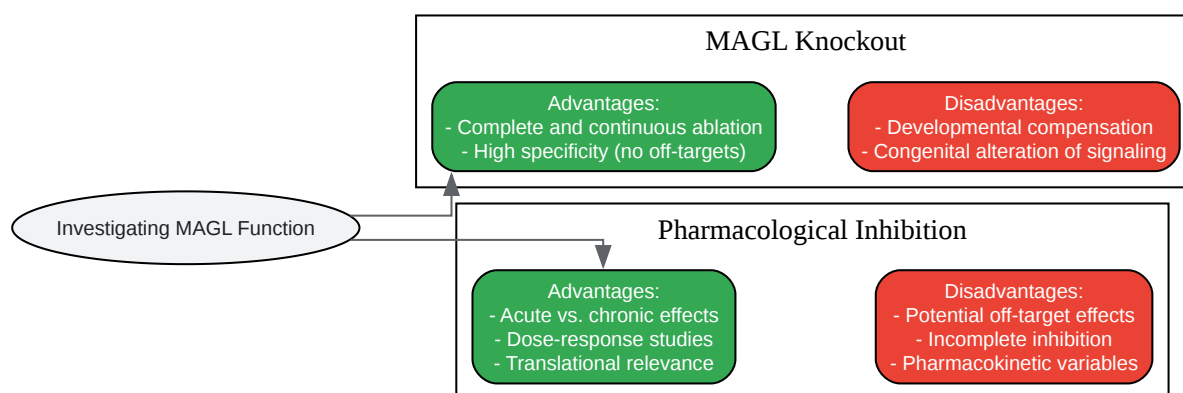 MAGL Knockout
Advantages:
- Complete and continuous ablation
- High specificity (no off-targets)
Disadvantages:
- Developmental compensation
- Congenital alteration of signaling
Investigating MAGL Function
Pharmacological Inhibition
Advantages:
- Acute vs. chronic effects
- Dose-response studies
- Translational relevance
Disadvantages:
- Potential off-target effects
- Incomplete inhibition
- Pharmacokinetic variables